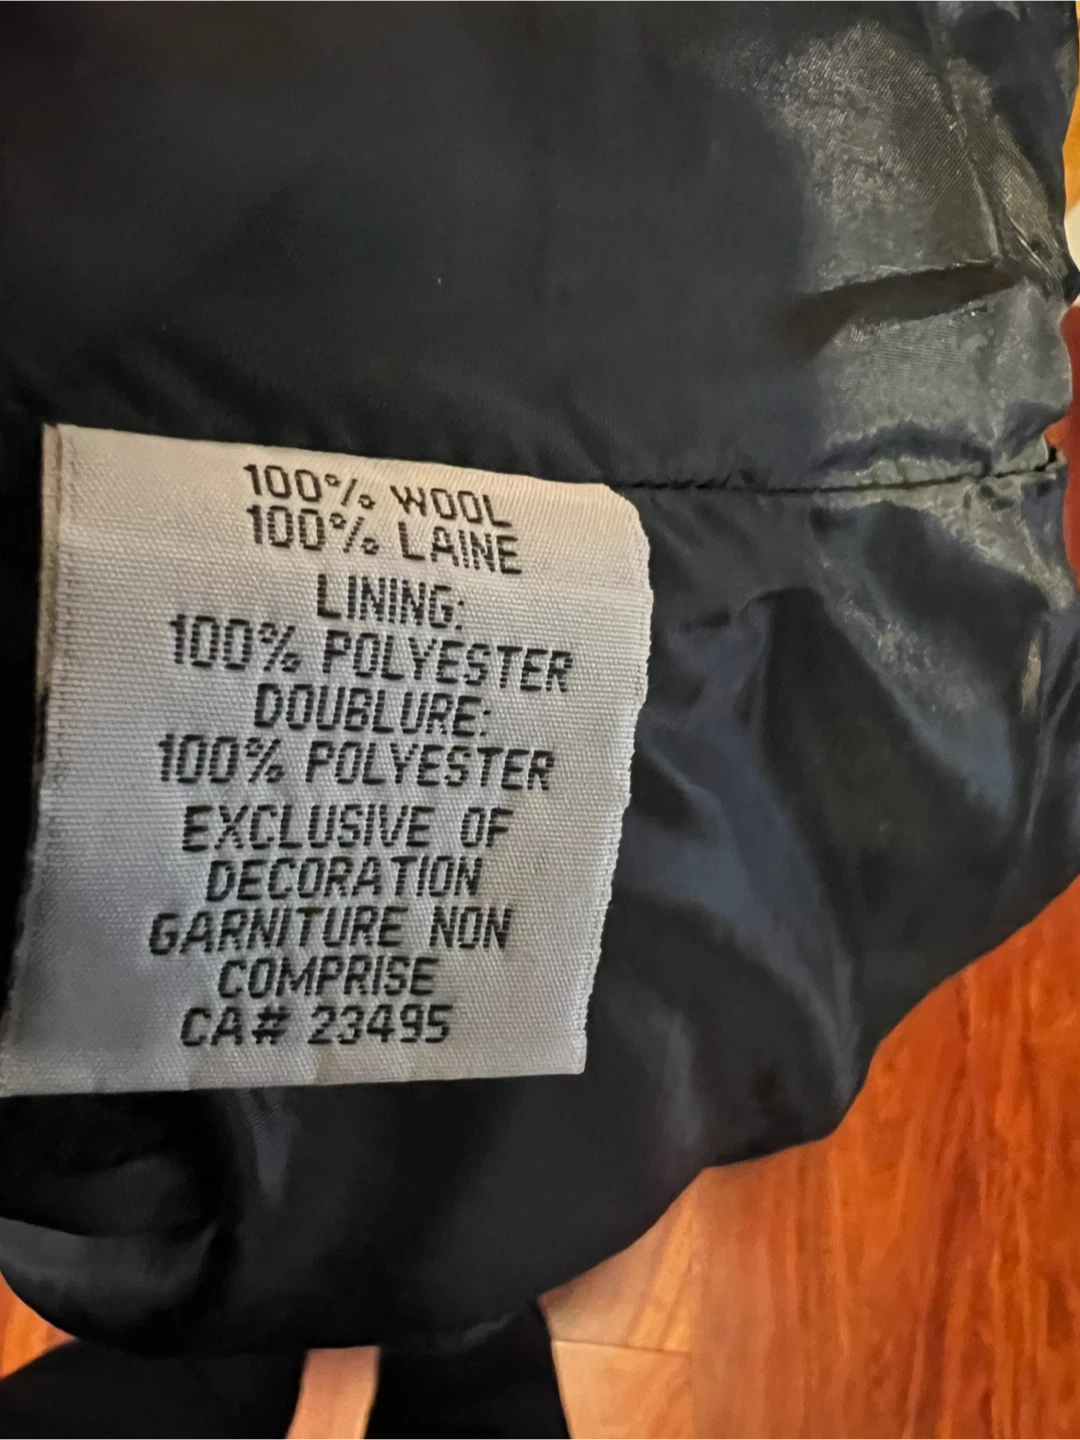 100% WOOL
100% LAINE
LINING:
100% POLYESTER
DOUBLURE:
100% POLYESTER
EXCLUSIVE OF
DECORATION
GARNITURE NON
COMPRISE
CA# 23495